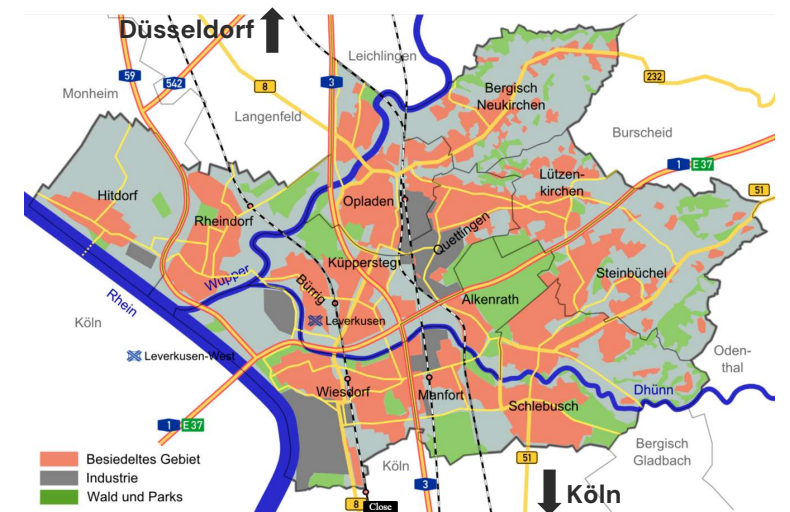 Düsseldorf
Leichlingen
59
542
8
3
232
Monheim
Bergisch
Neukirchen
Langenfeld
Burscheid
1 E37
51
Lützen-
kirchen
Hitdorf
Opladen
Rheindorf
Quettingen
Küppersteg
Steinbüchel
Wupper
Bürrig
Alkenrath
Rhein
Köln
Leverkusen
Leverkusen-West
Oden-
thal
Wiesdorf
Manfort
Dhünn
Schlebusch
1 E37
Bergisch
Gladbach
Besiedeltes Gebiet
Industrie
Wald und Parks
Köln
51
3
Köln
8
Close